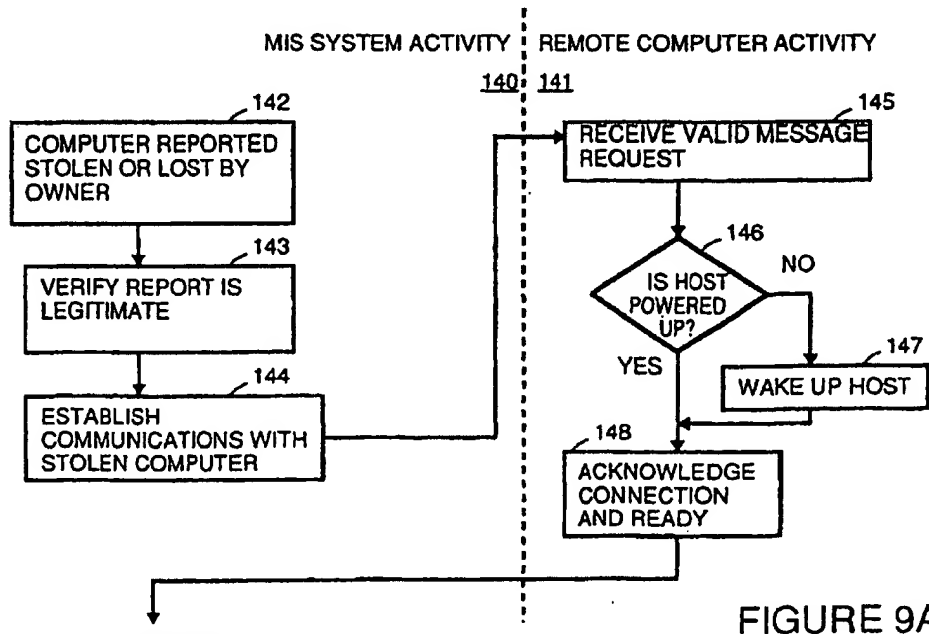 MIS SYSTEM ACTIVITY
REMOTE COMPUTER ACTIVITY
140
141
142
COMPUTER REPORTED
STOLEN OR LOST BY
OWNER
143
VERIFY REPORT IS
LEGITIMATE
144
ESTABLISH
COMMUNICATIONS WITH
STOLEN COMPUTER
145
RECEIVE VALID MESSAGE
REQUEST
146
IS HOST
POWERED
UP?
NO
YES
147
WAKE UP HOST
148
ACKNOWLEDGE
CONNECTION
AND READY
FIGURE 9A